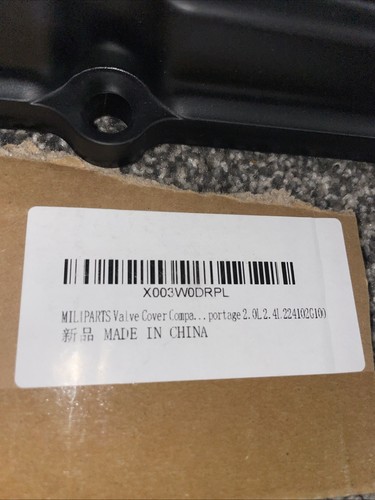 X003W0DRPL
MILIPARTS Valve Cover Compa... portage 2.0L 2.4L 224102G100
新品 MADE IN CHINA